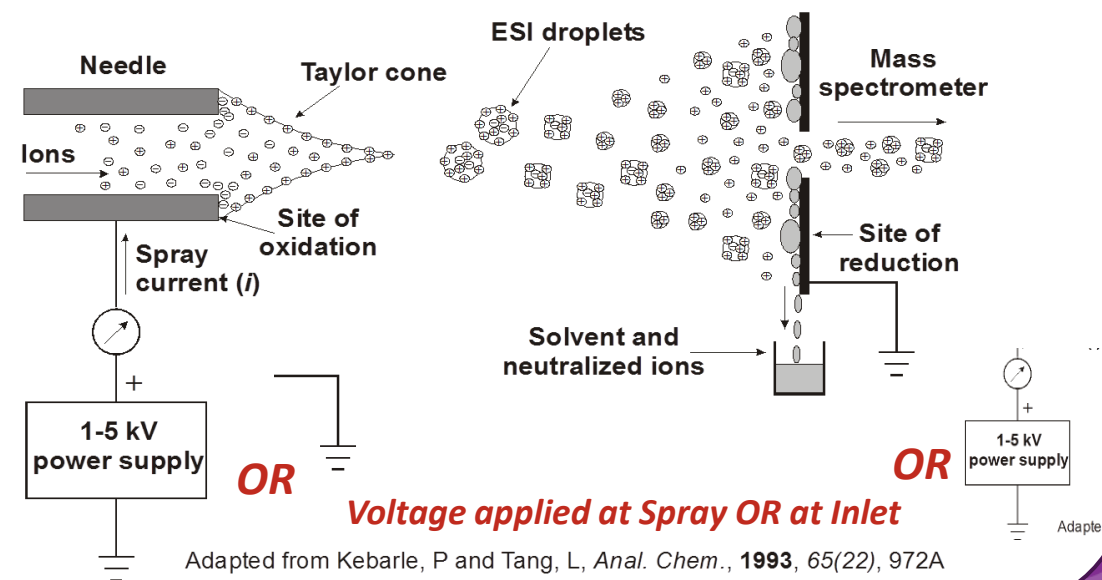 ESI droplets
Needle
Taylor cone
Mass
spectrometer
Ions
Site of
oxidation
Spray
current (i)
Site of
reduction
Solvent and
neutralized ions
+
1-5 kV
power supply
OR
+
1-5 kV
power supply
OR
Voltage applied at Spray OR at Inlet
Adapte
Adapted from Kebarle, P and Tang, L, Anal. Chem., 1993, 65(22), 972A